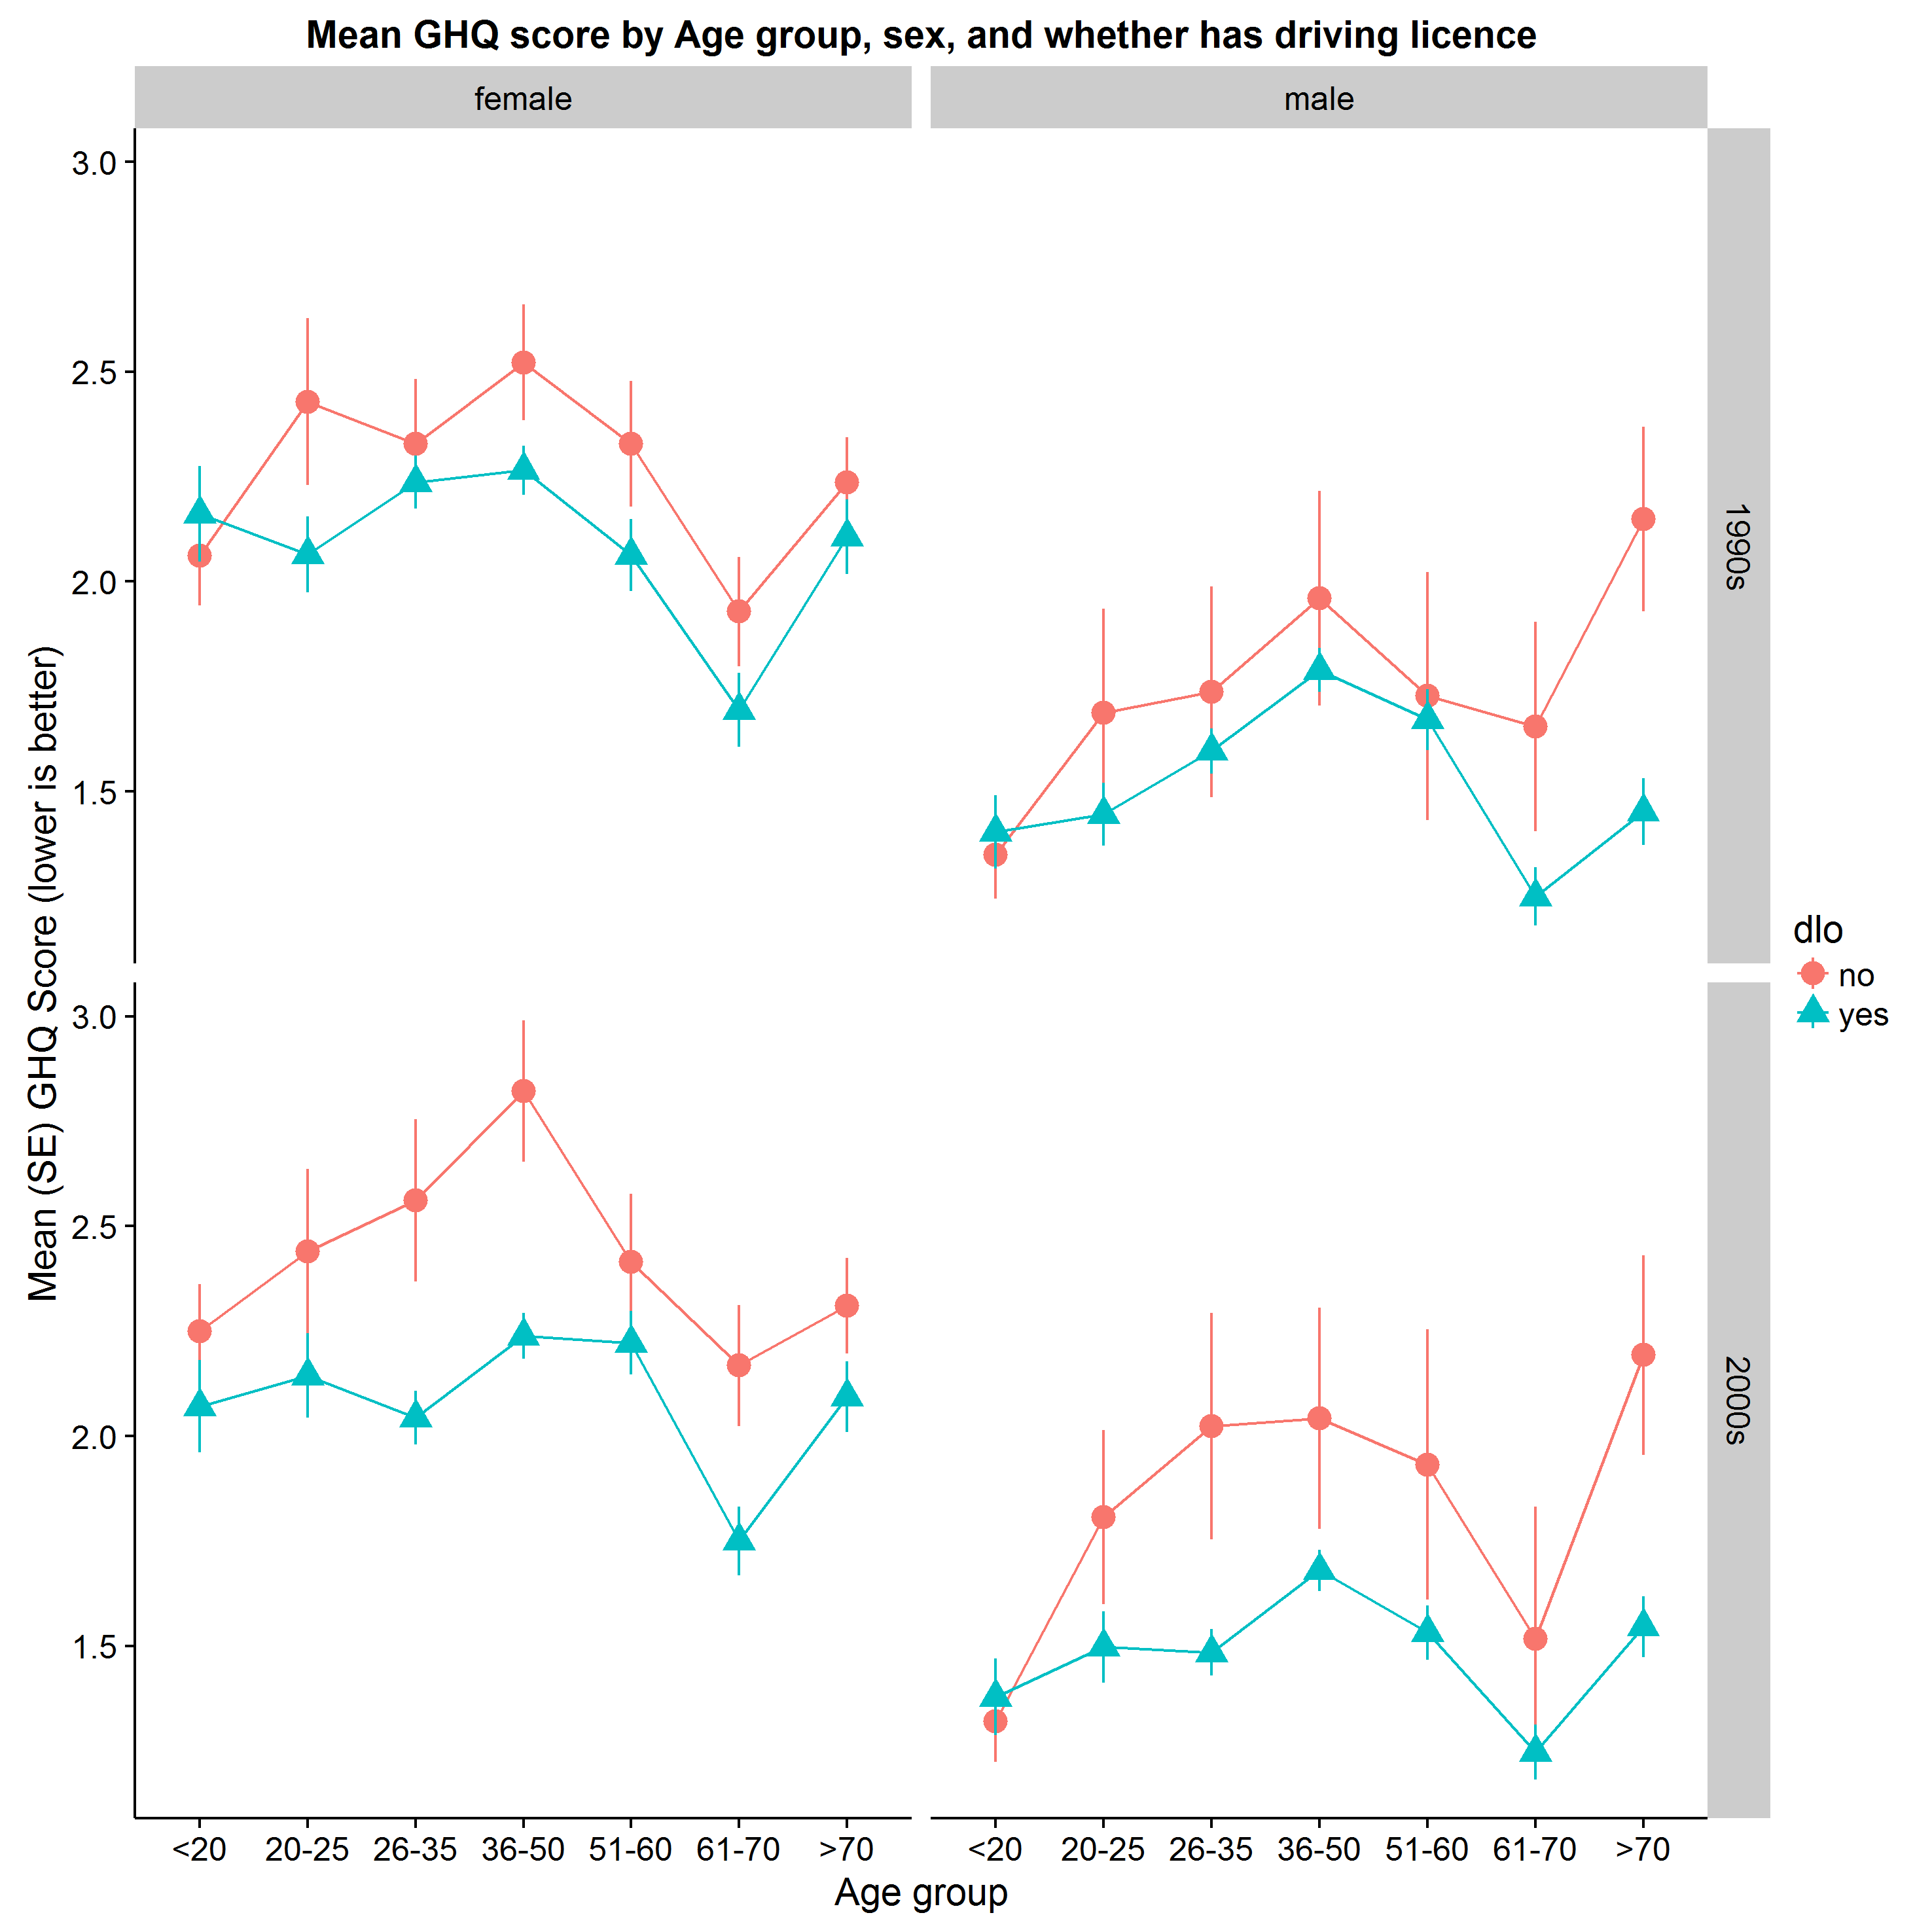 Mean GHQ score by Age group, sex, and whether has driving licence
female
male
3.0
2.5
2.0
1.5
1990s
3.0
2.5
2.0
1.5
2000s
Mean (SE) GHQ Score (lower is better)
<20 20-25 26-35 36-50 51-60 61-70 >70
<20 20-25 26-35 36-50 51-60 61-70 >70
Age group
dlo
no
yes